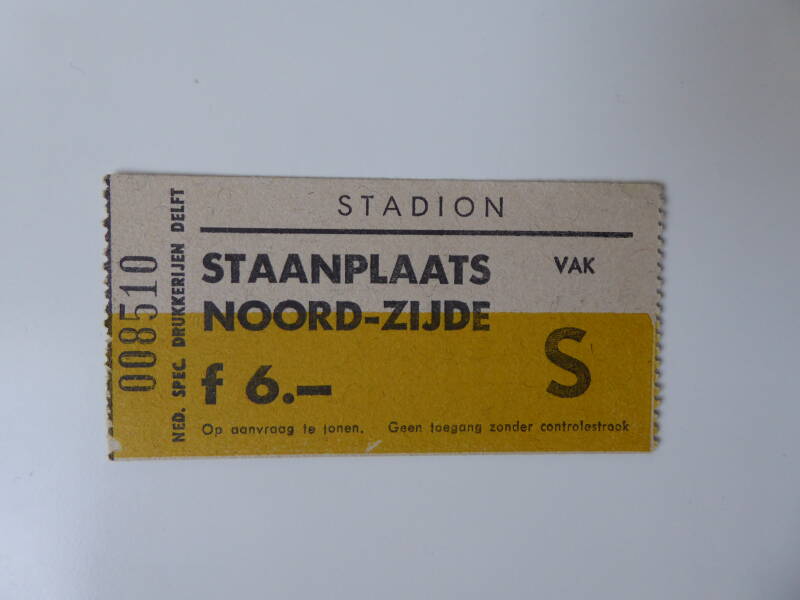 STADION
STAANPLAATS
NOORD-ZIJDE
VAK
S
f 6.–
Op aanvraag te tonen. Geen toegang zonder controlestrook
008510
NED. SPEC. DRUKKERIJEN DELFT